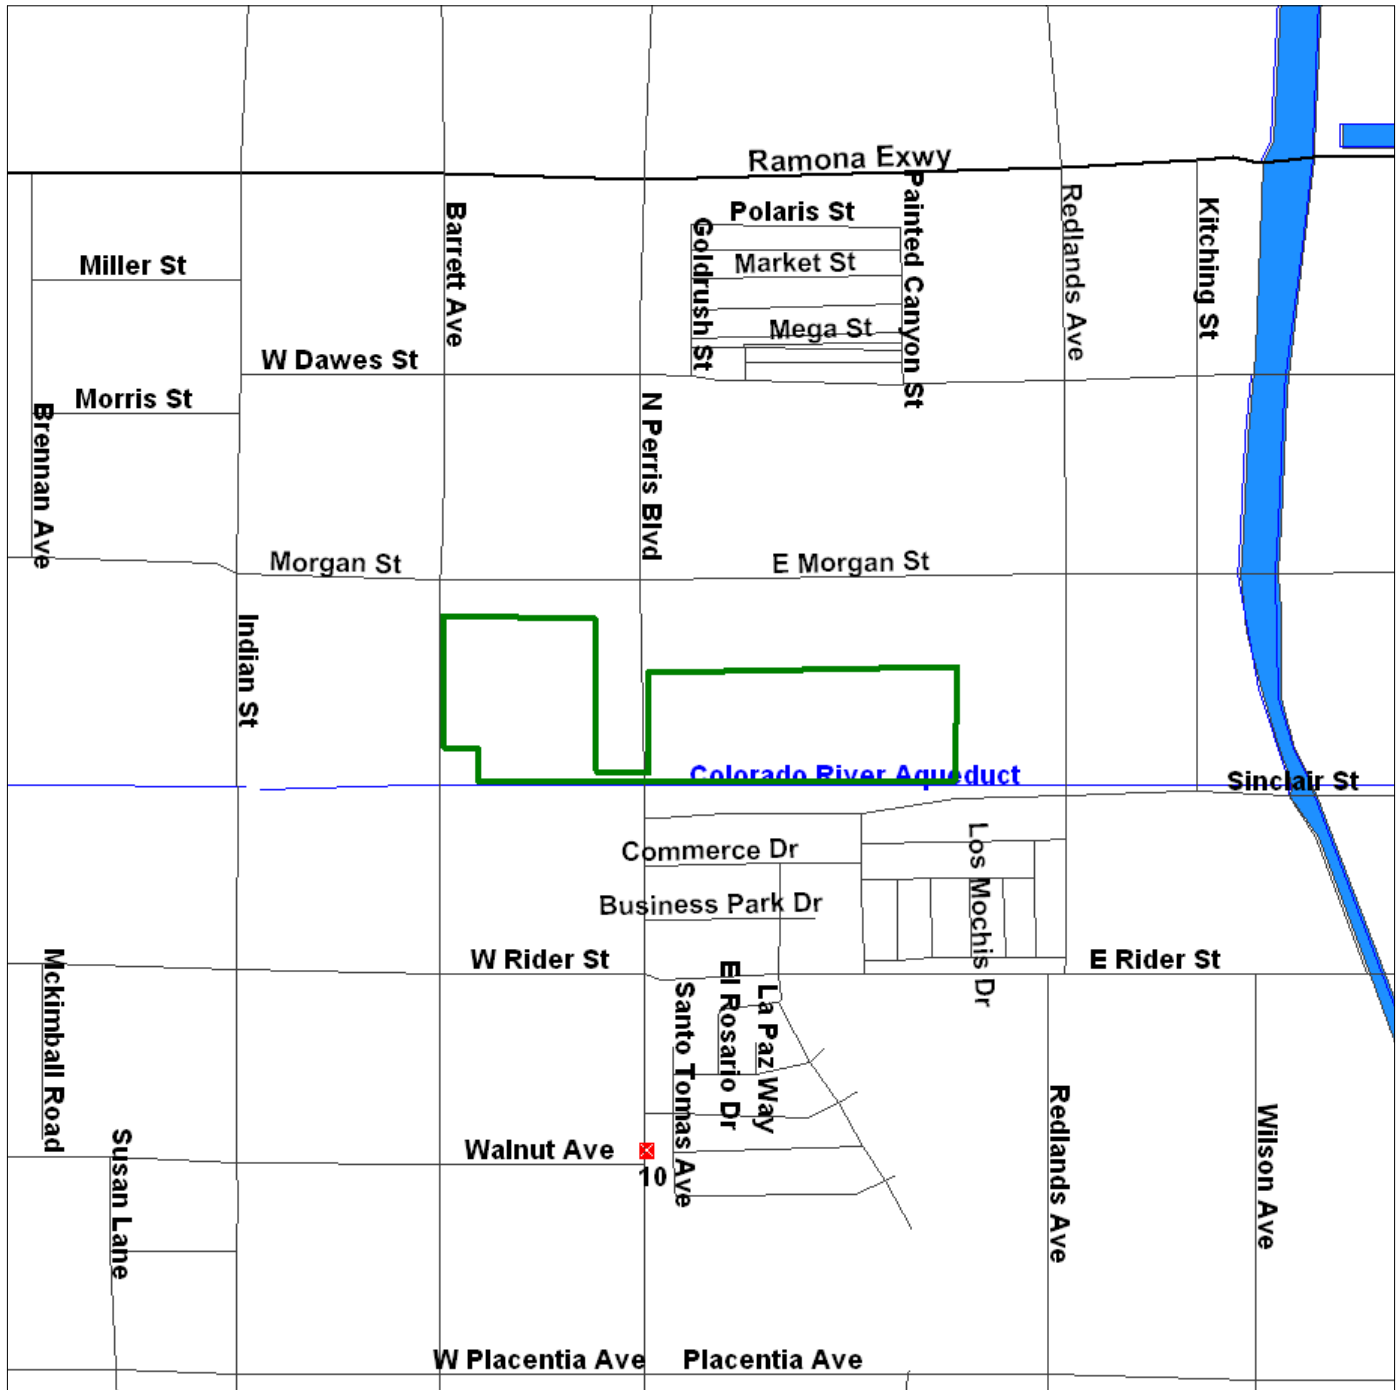 Ramona Exwy
Painted Canyon St
Polaris St
Redlands Ave
Kitching St
Barrett Ave
Goldrush St
Miller St
Market St
Mega St
W Dawes St
Morris St
N Perris Blvd
Brennan Ave
Morgan St
E Morgan St
Indian St
Colorado River Aqueduct
Sinclair St
Los Mochis Dr
Commerce Dr
Business Park Dr
Mckimball Road
W Rider St
E Rider St
El Rosario Dr
Santo Tomas Ave
La Paz Way
Redlands Ave
Wilson Ave
Susan Lane
Walnut Ave
10
W Placentia Ave
Placentia Ave